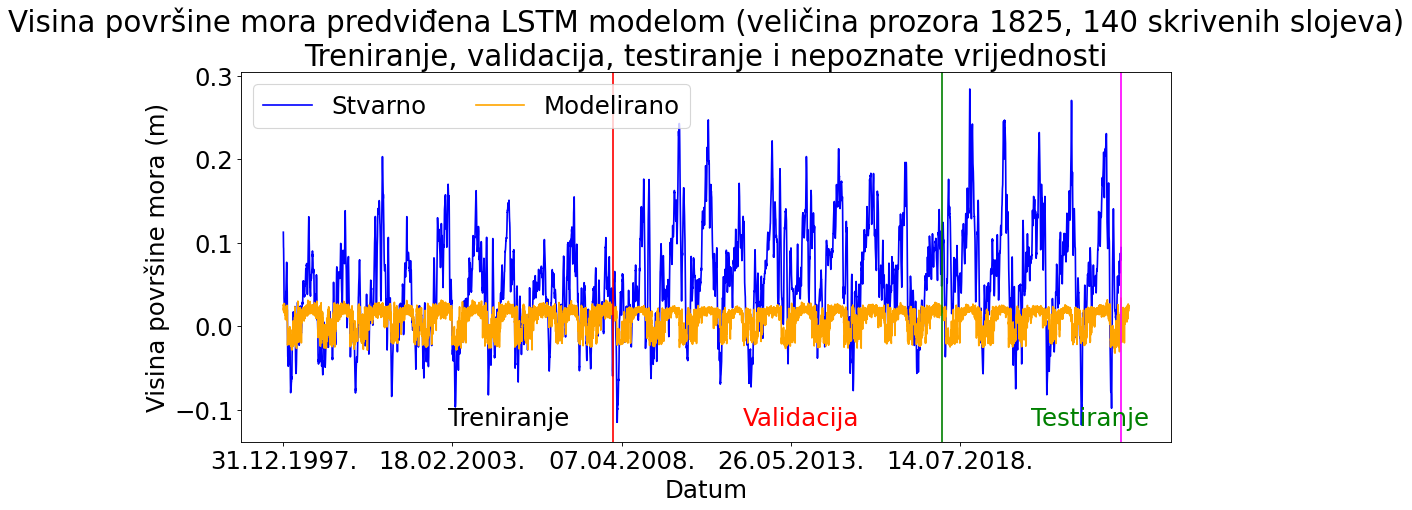 Visina površine mora predviđena LSTM modelom (veličina prozora 1825, 140 skrivenih slojeva)
Treniranje, validacija, testiranje i nepoznate vrijednosti
Stvarno
Modelirano
Visina površine mora (m)
0.3
0.2
0.1
0.0
−0.1
Treniranje
Validacija
Testiranje
31.12.1997.
18.02.2003.
07.04.2008.
26.05.2013.
14.07.2018.
Datum